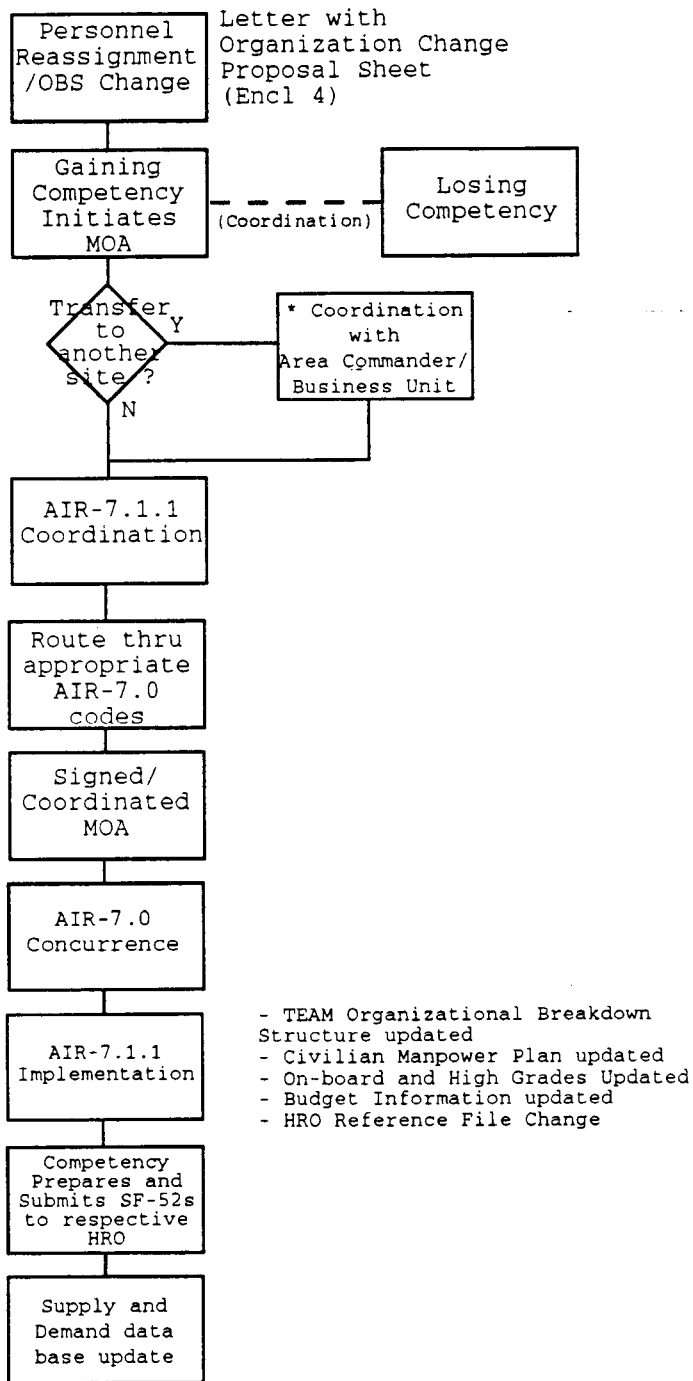 Personnel
Reassignment
/OBS Change
Letter with
Organization Change
Proposal Sheet
(Encl 4)
Gaining
Competency
Initiates
MOA
(Coordination)
Losing
Competency
Transfer
to
another
site ?
Y
N
* Coordination
with
Area Commander/
Business Unit
AIR-7.1.1
Coordination
Route thru
appropriate
AIR-7.0
codes
Signed/
Coordinated
MOA
AIR-7.0
Concurrence
AIR-7.1.1
Implementation
- TEAM Organizational Breakdown
Structure updated
- Civilian Manpower Plan updated
- On-board and High Grades Updated
- Budget Information updated
- HRO Reference File Change
Competency
Prepares and
Submits SF-52s
to respective
HRO
Supply and
Demand data
base update